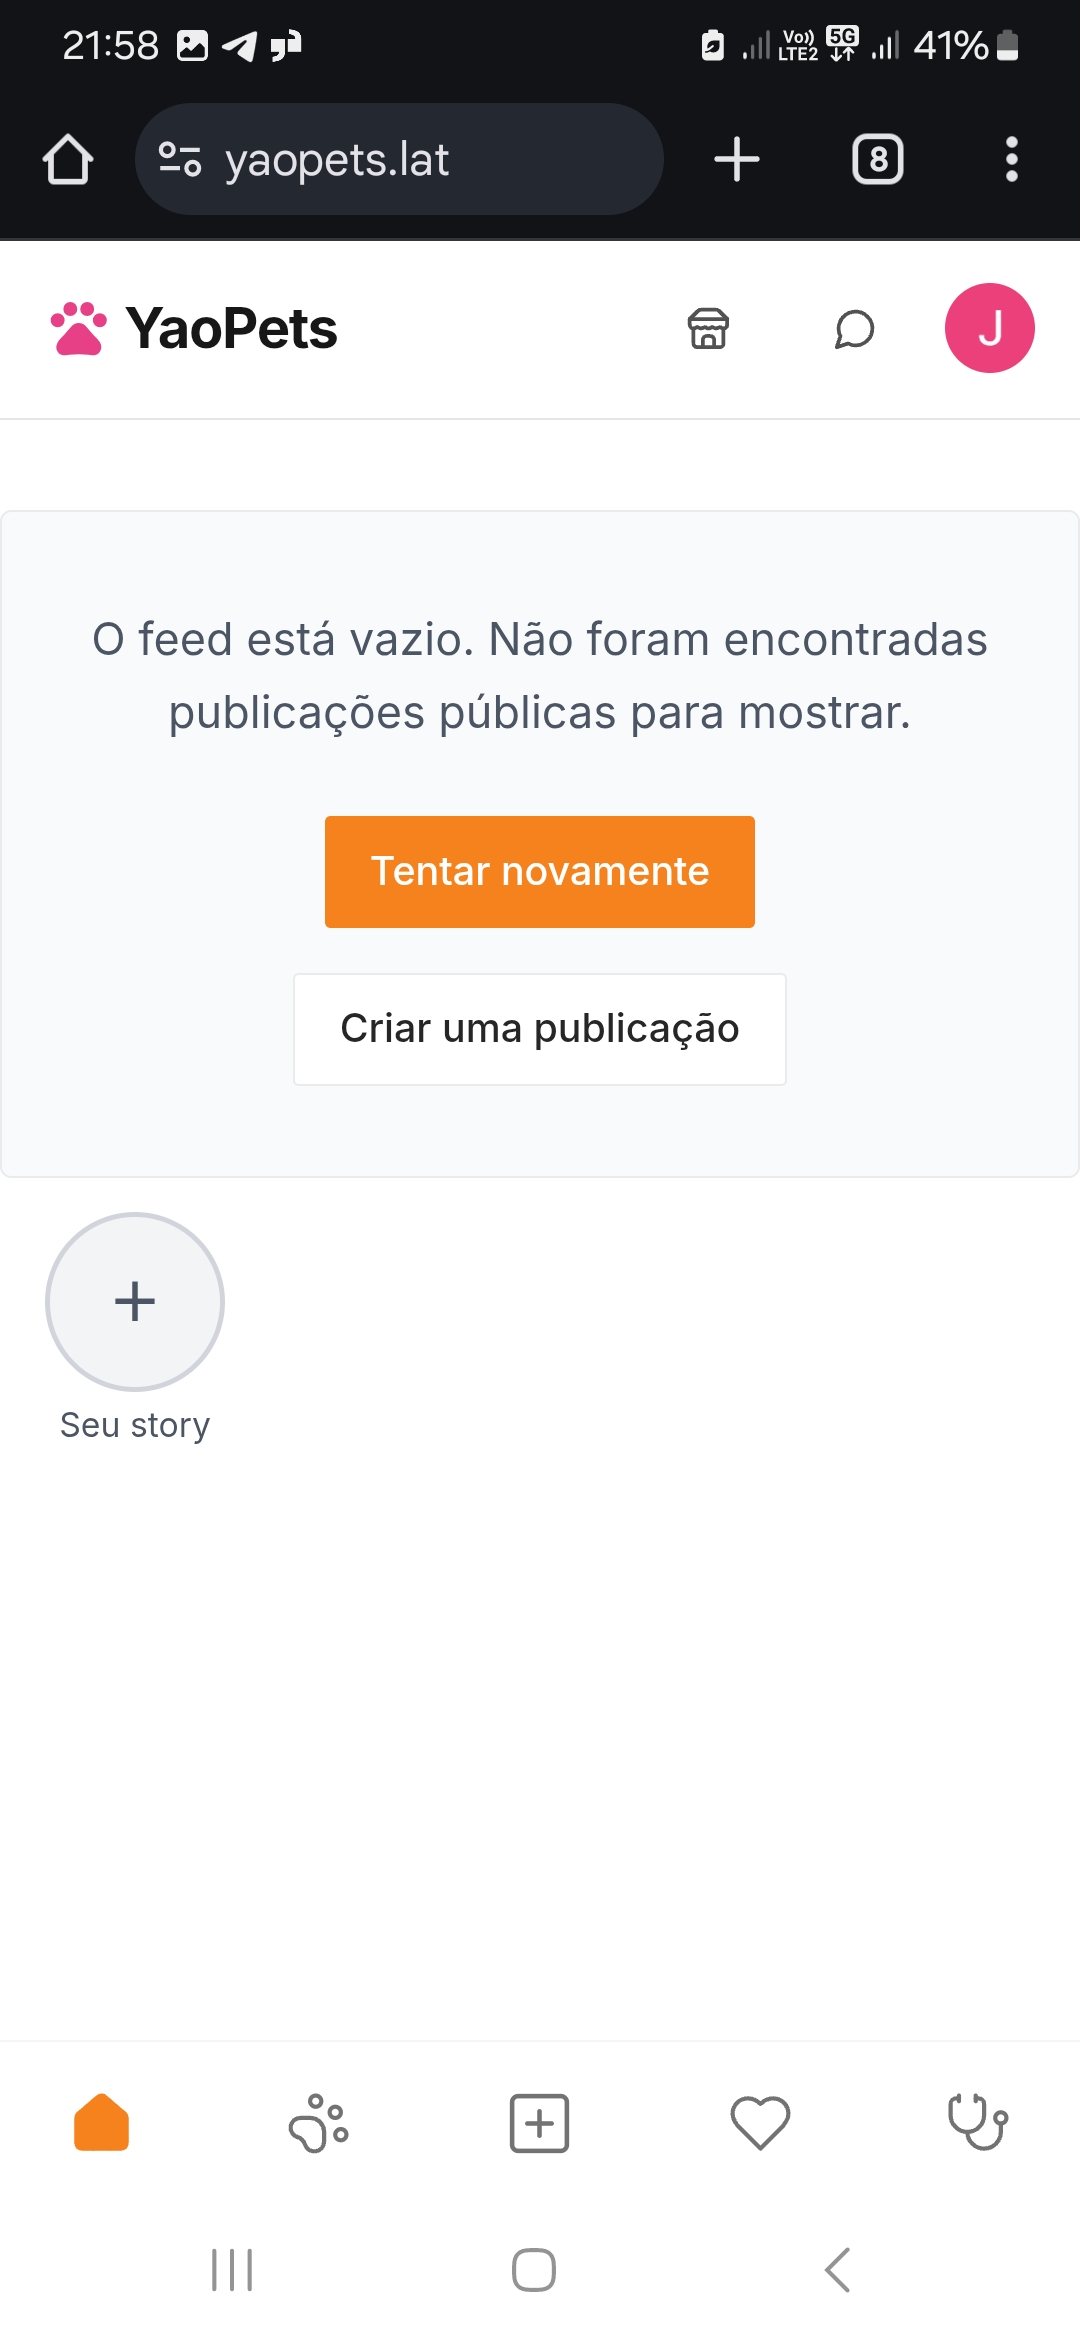 21:58
Vo))
LTE2
5G
41%
yaopets.lat
8
YaoPets
J
O feed está vazio. Não foram encontradas
publicações públicas para mostrar.
Tentar novamente
Criar uma publicação
Seu story